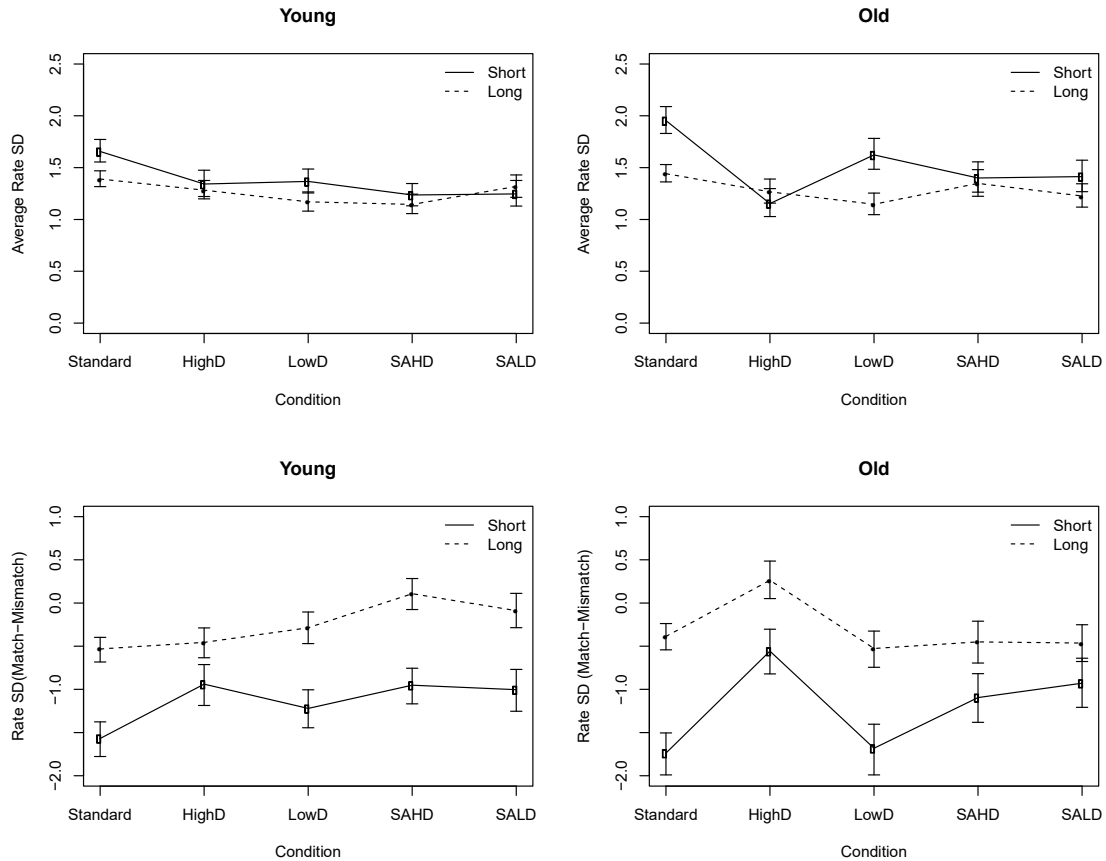 Young
Average Rate SD
2.5
2.0
1.5
1.0
0.5
0.0
Short
Long
Standard HighD LowD SAHD SALD
Condition
Old
Average Rate SD
2.5
2.0
1.5
1.0
0.5
0.0
Short
Long
Standard HighD LowD SAHD SALD
Condition
Young
Rate SD(Match−Mismatch)
1.0
0.5
0.0
−1.0
−2.0
Short
Long
Standard HighD LowD SAHD SALD
Condition
Old
Rate SD (Match−Mismatch)
1.0
0.5
0.0
−1.0
−2.0
Short
Long
Standard HighD LowD SAHD SALD
Condition